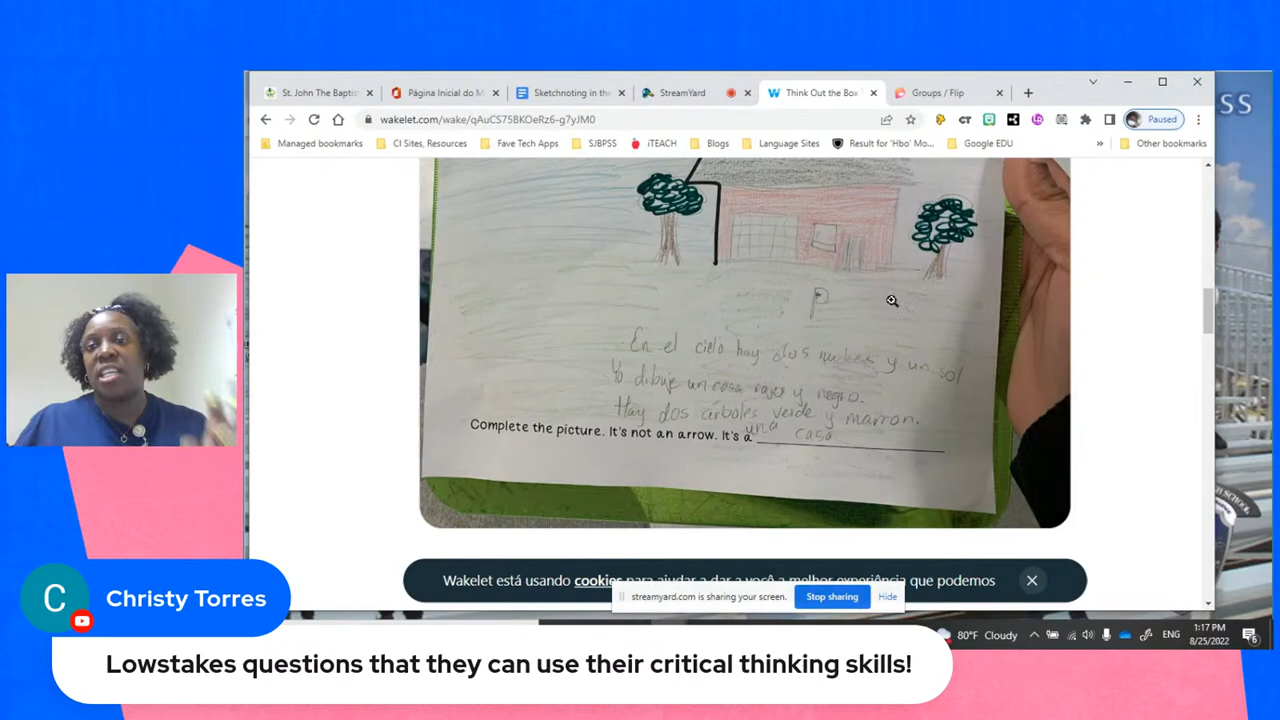 SS
St. John The Baptis
Página Inicial do M
Sketchnoting in the
StreamYard
Think Out the Box
Groups / Flip
wakelet.com/wake/qAuCS75BKOeRz6-g7yJM0
Paused
Managed bookmarks
CI Sites, Resources
Fave Tech Apps
SJBPSS
iTEACH
Blogs
Language Sites
Result for 'Hbo' Mo...
Google EDU
»
Other bookmarks
P
En el cielo hay dos nubes y un sol
Yo dibuje un casa rojo y negro.
Hay dos árboles verde y marron.
Complete the picture. It's not an arrow. It's a una casa
Wakelet está usando cookies para ajudar a dar a você a melhor experiência que podemos
streamyard.com is sharing your screen.
Stop sharing
Hide
80°F Cloudy
ENG
1:17 PM
8/25/2022
C
Christy Torres
Lowstakes questions that they can use their critical thinking skills!